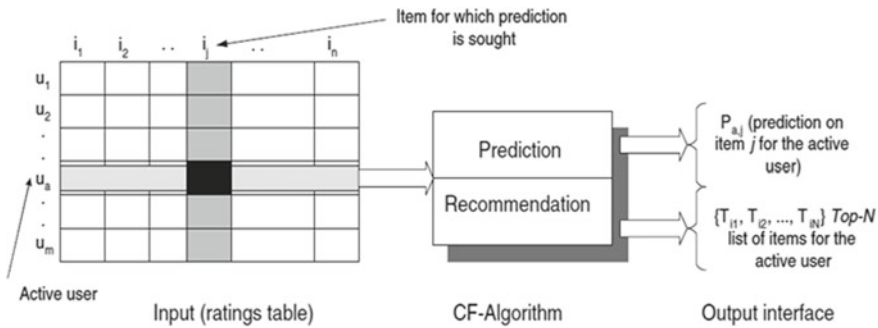 Item for which prediction
is sought
i1 i2 . . ij . . in
u1
u2
.
.
ua
.
.
um
Active user
Input (ratings table)
Prediction
Recommendation
CF-Algorithm
Pa,j (prediction on
item j for the active
user)
{Ti1, Ti2, ..., TiN} Top-N
list of items for the
active user
Output interface